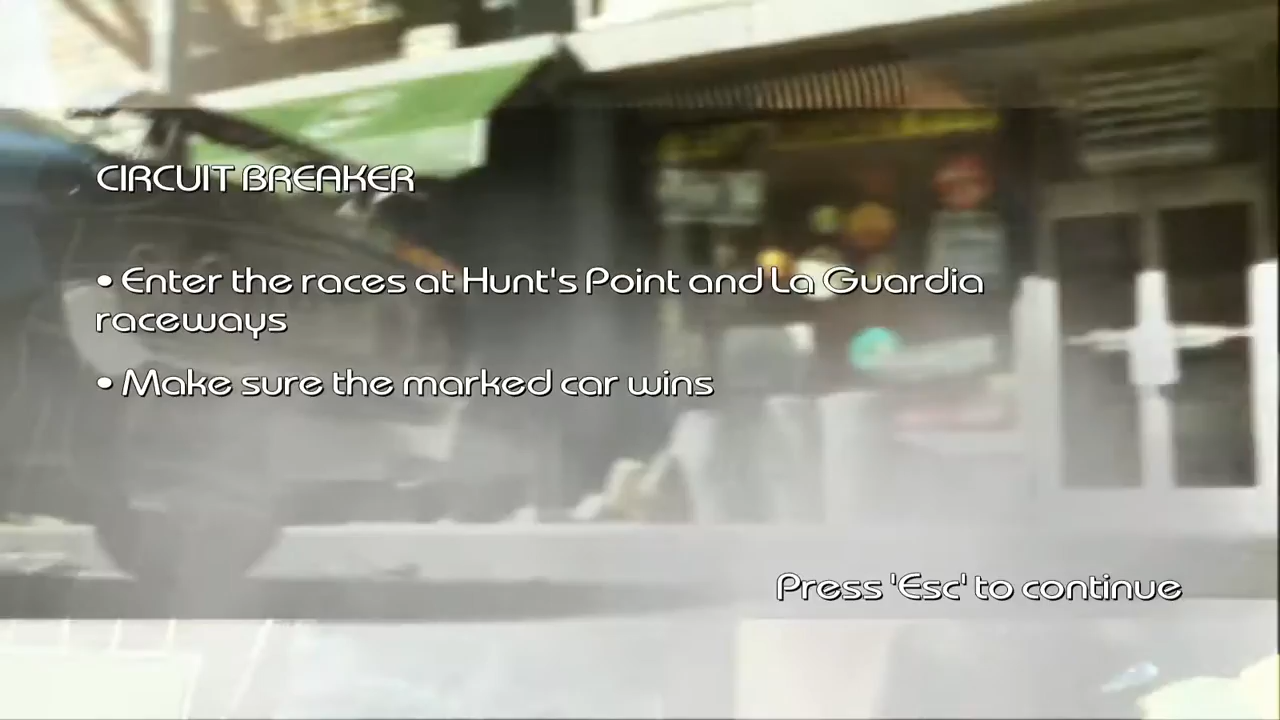 CIRCUIT BREAKER
• Enter the races at Hunt's Point and La Guardia
raceways
• Make sure the marked car wins
Press 'Esc' to continue